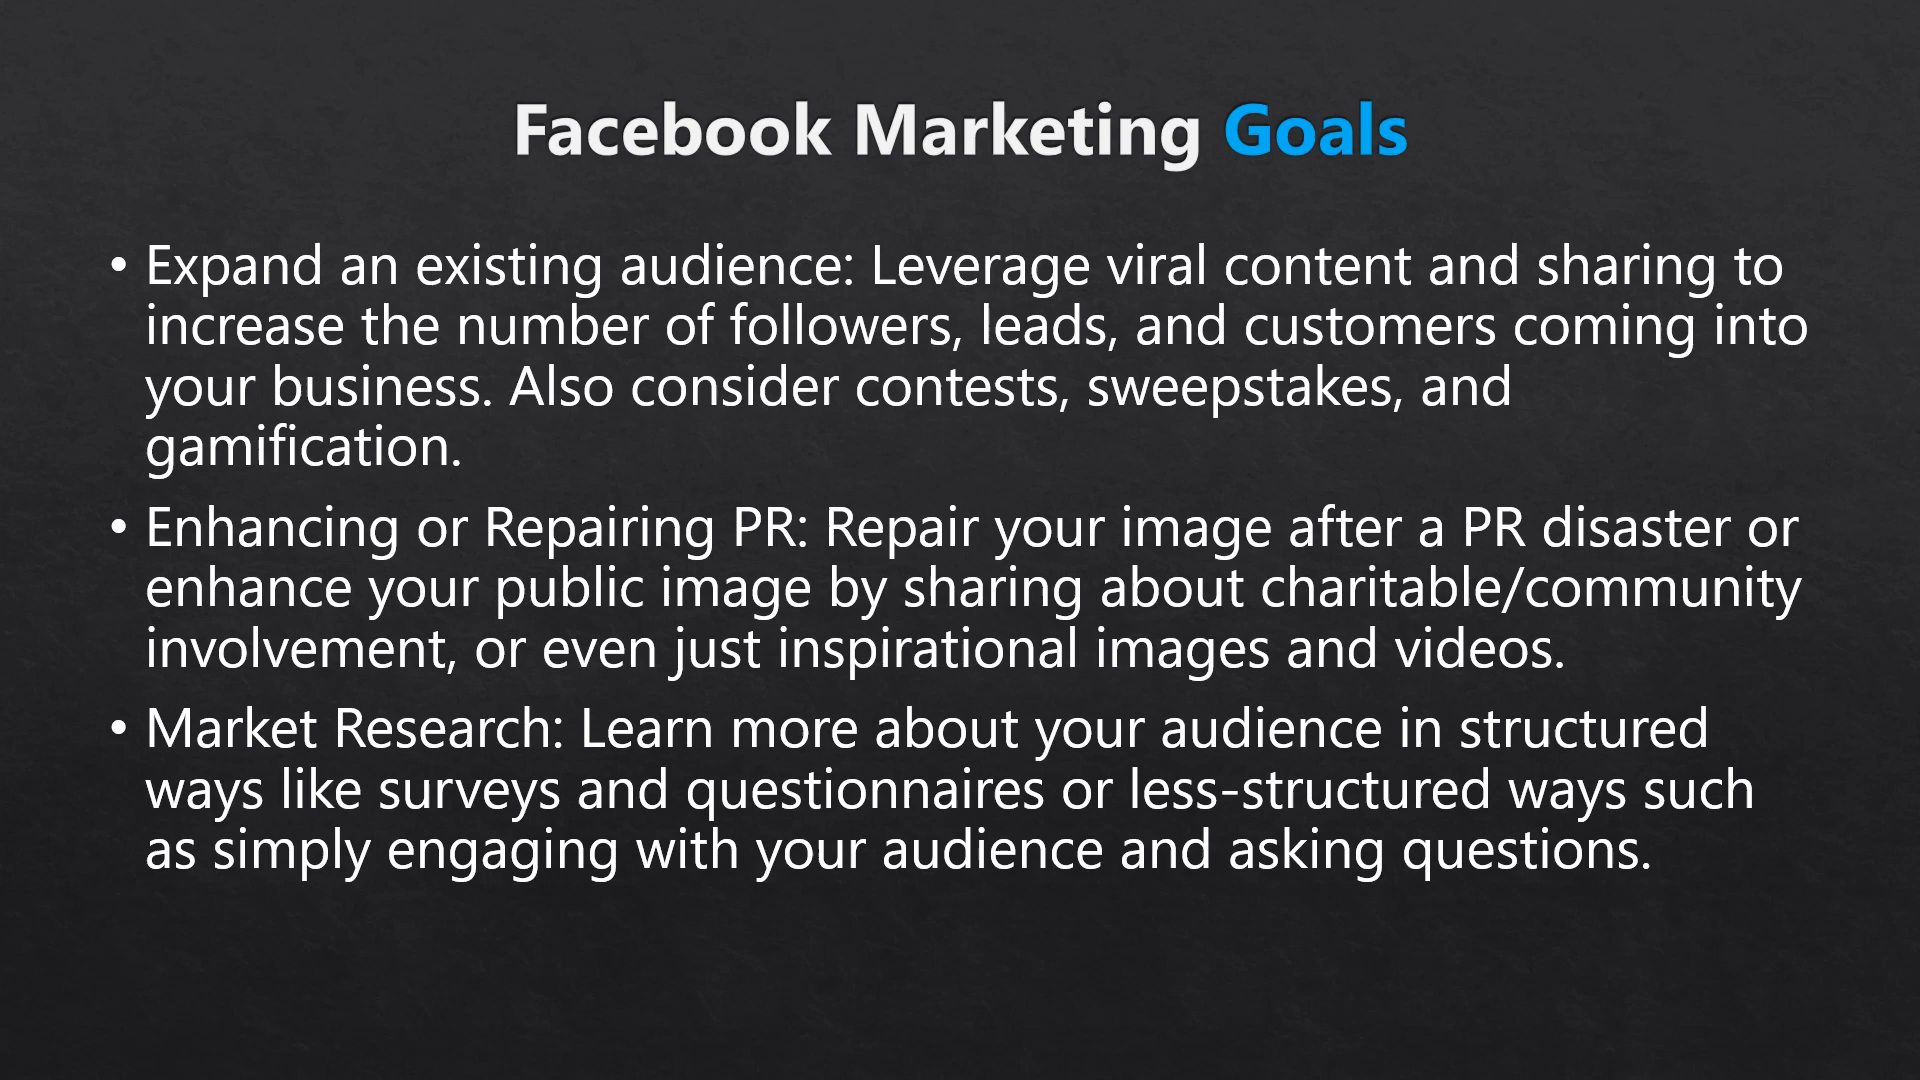 Facebook Marketing Goals
• Expand an existing audience: Leverage viral content and sharing to
increase the number of followers, leads, and customers coming into
your business. Also consider contests, sweepstakes, and
gamification.
• Enhancing or Repairing PR: Repair your image after a PR disaster or
enhance your public image by sharing about charitable/community
involvement, or even just inspirational images and videos.
• Market Research: Learn more about your audience in structured
ways like surveys and questionnaires or less-structured ways such
as simply engaging with your audience and asking questions.